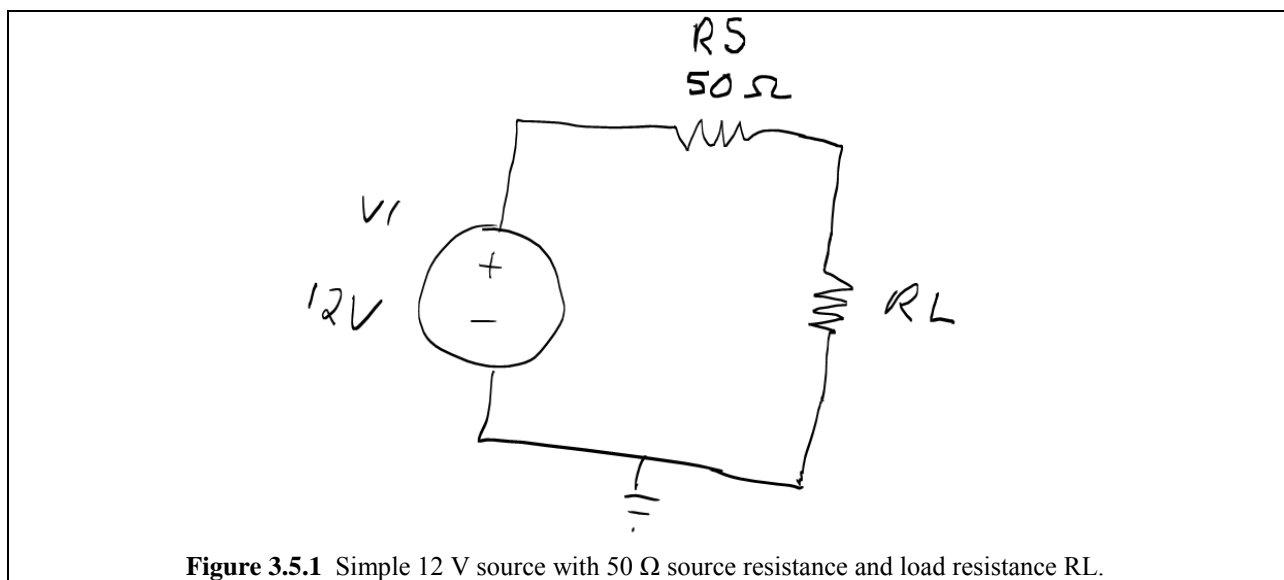 RS
50 Ω
V1
+
12V
−
RL
Figure 3.5.1 Simple 12 V source with 50 Ω source resistance and load resistance RL.